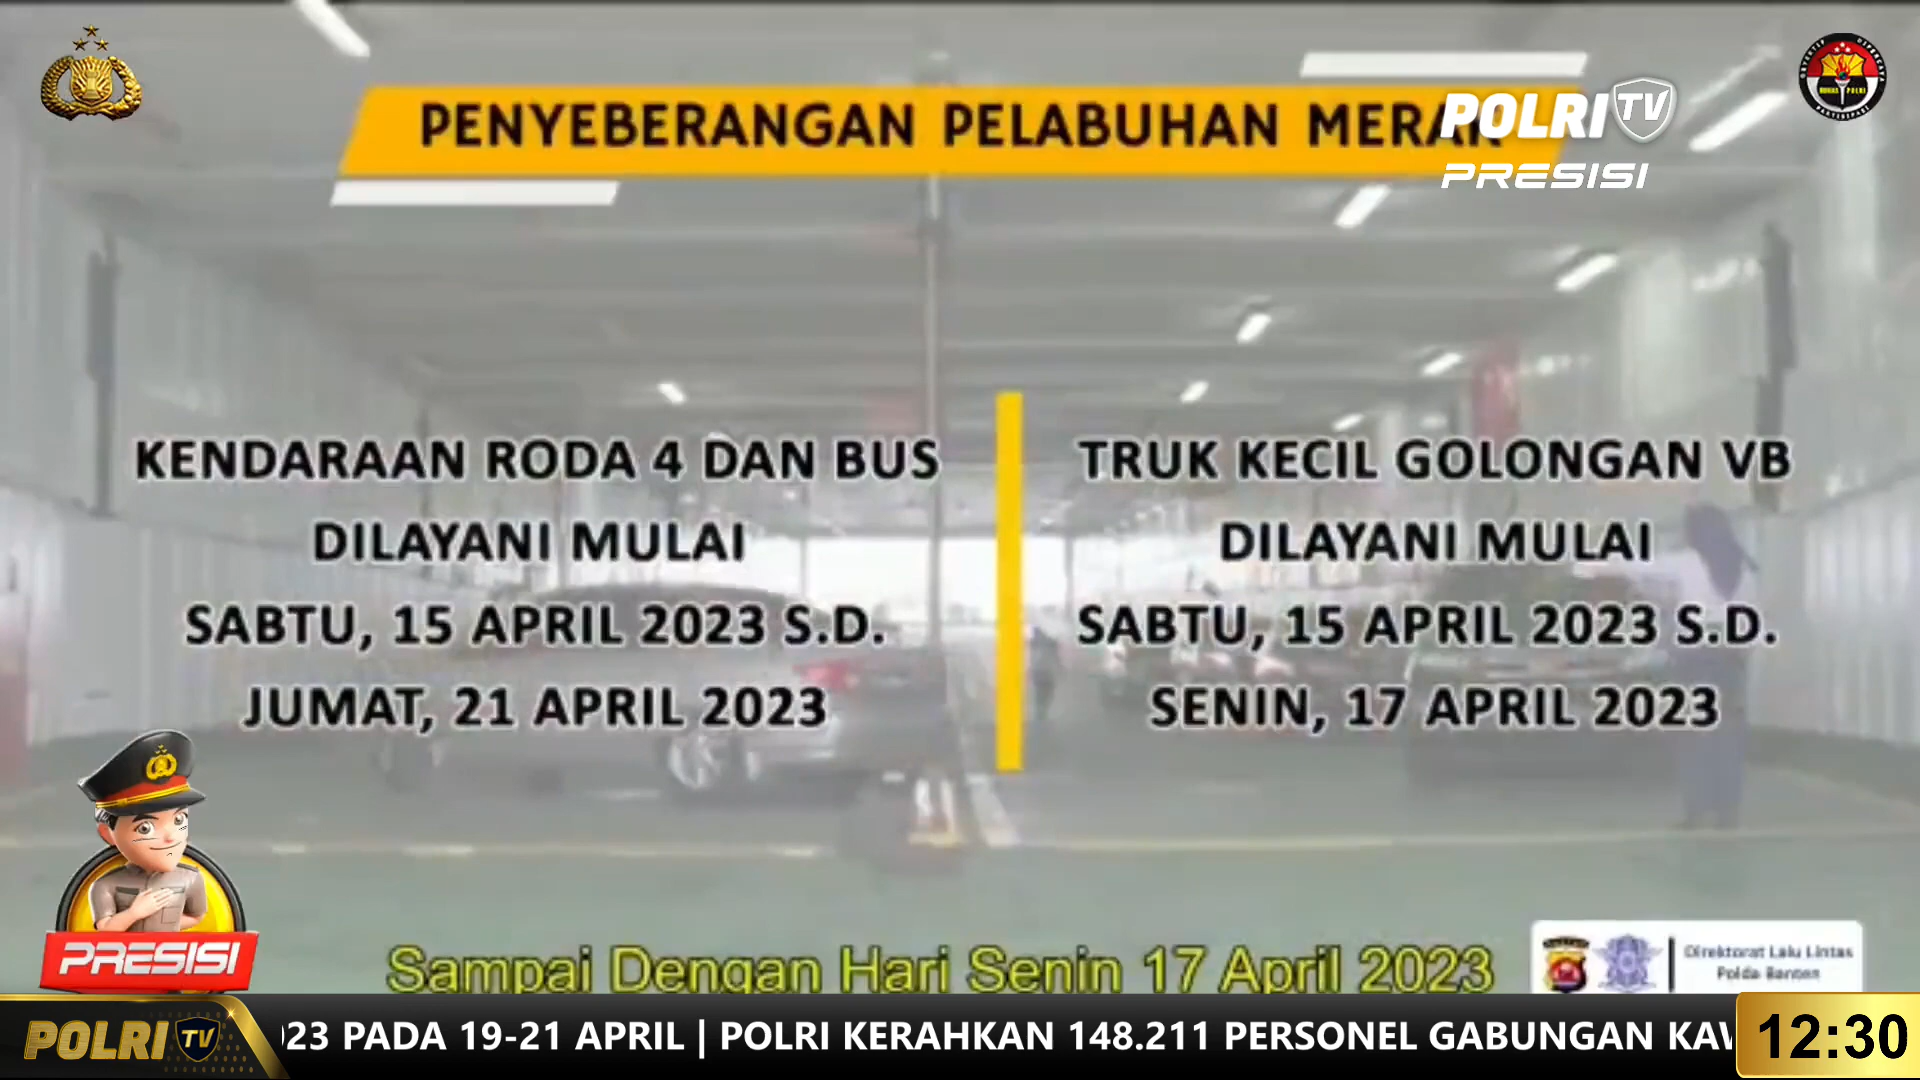 PENYEBERANGAN PELABUHAN MERAK
POLRI TV
PRESISI
KENDARAAN RODA 4 DAN BUS
DILAYANI MULAI
SABTU, 15 APRIL 2023 S.D.
JUMAT, 21 APRIL 2023
TRUK KECIL GOLONGAN VB
DILAYANI MULAI
SABTU, 15 APRIL 2023 S.D.
SENIN, 17 APRIL 2023
PRESISI
Sampai Dengan Hari Senin 17 April 2023
Direktorat Lalu Lintas
Polda Banten
POLRI TV
023 PADA 19-21 APRIL | POLRI KERAHKAN 148.211 PERSONEL GABUNGAN KAW
12:30